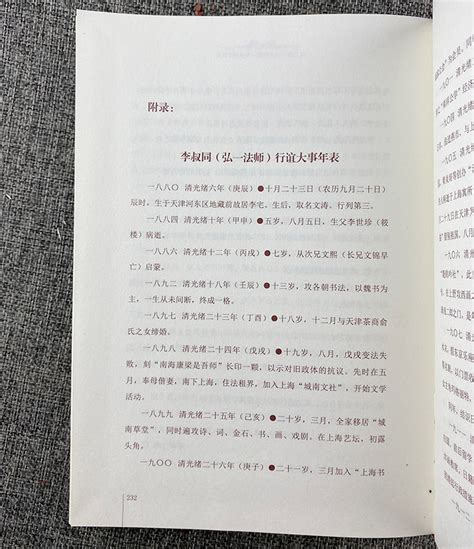 附录：
李叔同（弘一法师）行谊大事年表
一八八〇 清光绪六年（庚辰）●十月二十三日（农历九月二十日）
辰时，生于天津河东区地藏前故居李宅。生后，取名文涛。行列第三。
一八八四 清光绪十年（甲申）●五岁，八月五日，生父李世珍（筱
楼）病逝。
一八八六 清光绪十二年（丙戌）●七岁，从次兄文熙（长兄文锦早
亡）启蒙。
一八九二 清光绪十八年（壬辰）●十三岁，攻各朝书法，以魏书为
主，一生从未间断，终成一格。
一八九七 清光绪二十三年（丁酉）●十八岁，十二月与天津茶商俞
氏之女缔婚。
一八九八 清光绪二十四年（戊戌）●十九岁，八月，戊戌变法失
败，刻“南海康梁是吾师”长印一颗，以示对旧政体的抗议。先时在五
月，奉母偕妻，南下上海，住法租界，加入上海“城南文社”，开始文学
活动。
一八九九 清光绪二十五年（己亥）●二十岁，三月，全家移居“城
南草堂”，同时遍攻诗、词、金石、书、画、戏剧。在上海艺坛，初露
头角。
一九〇〇 清光绪二十六年（庚子）●二十一岁，三月加入“上海书
232